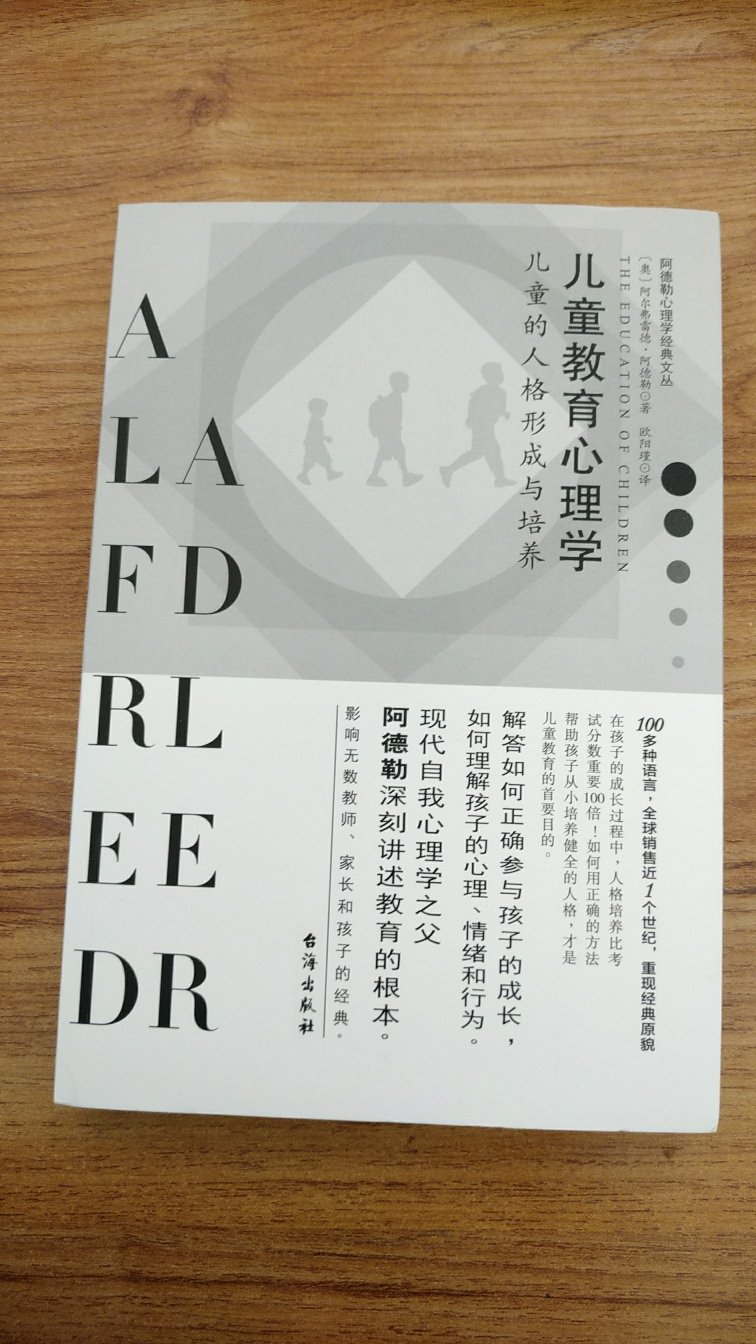 阿德勒心理学经典文丛
[奥]阿尔弗雷德·阿德勒⊙著 欧阳瑾⊙译
THE EDUCATION OF CHILDREN
儿童教育心理学
儿童的人格形成与培养
ALFRED
ADLER
100多种语言，全球销售近1个世纪，重现经典原貌
在孩子的成长过程中，人格培养比考
试分数重要100倍！如何用正确的方法
帮助孩子从小培养健全的人格，才是
儿童教育的首要目的。
解答如何正确参与孩子的成长，
如何理解孩子的心理、情绪和行为。
现代自我心理学之父
阿德勒深刻讲述教育的根本。
影响无数教师、家长和孩子的经典。
台海出版社